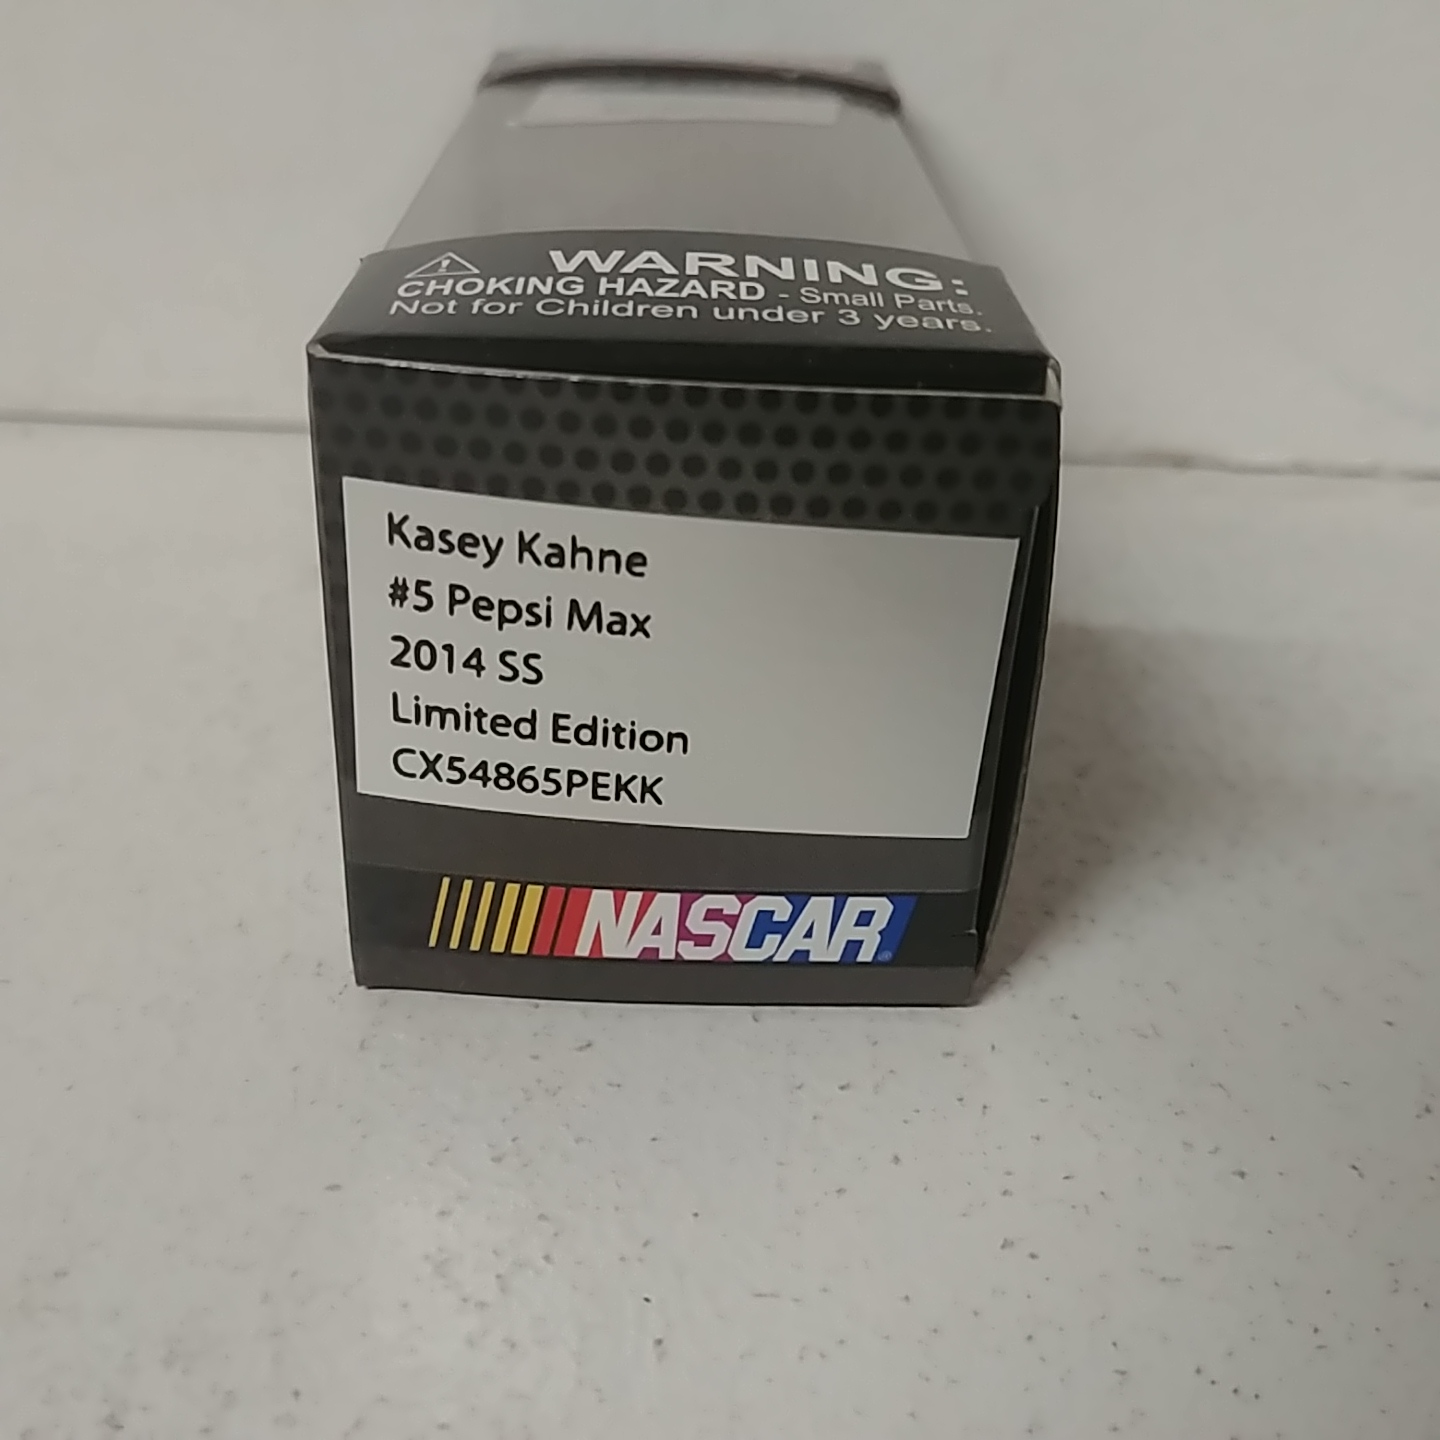 WARNING:
CHOKING HAZARD - Small Parts.
Not for Children under 3 years.
Kasey Kahne
#5 Pepsi Max
2014 SS
Limited Edition
CX54865PEKK
NASCAR®